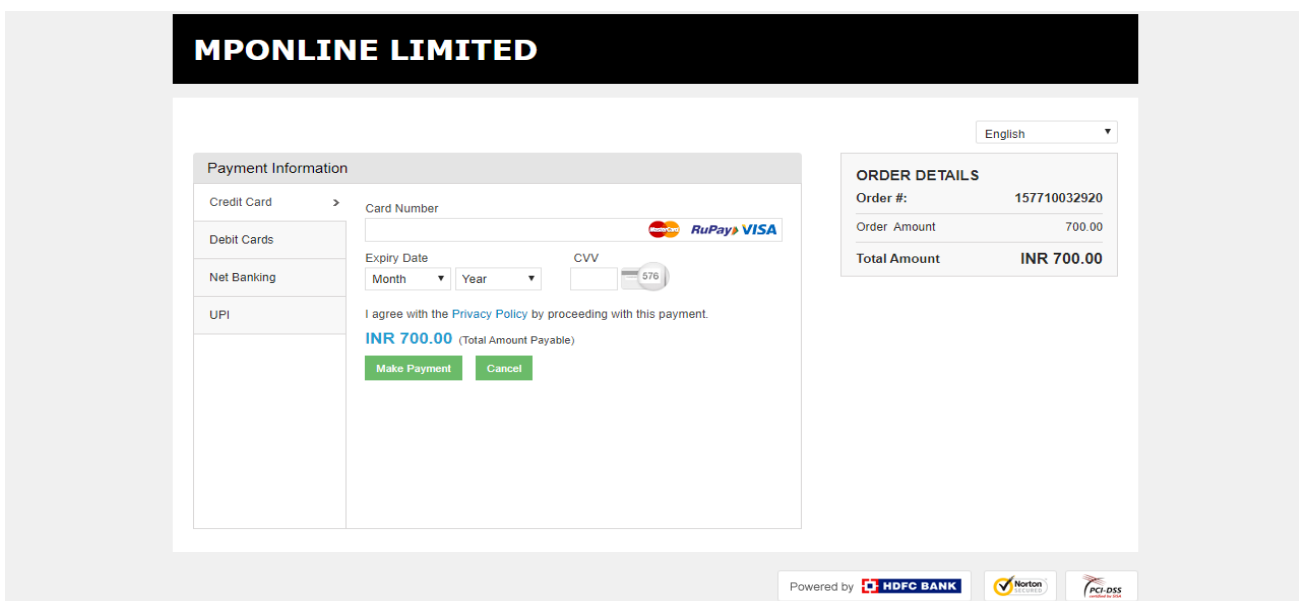 MPONLINE LIMITED
English
Payment Information
Credit Card >
Debit Cards
Net Banking
UPI
Card Number
MasterCard RuPay VISA
Expiry Date CVV
Month Year 576
I agree with the Privacy Policy by proceeding with this payment.
INR 700.00 (Total Amount Payable)
Make Payment Cancel
ORDER DETAILS
Order #: 157710032920
Order Amount 700.00
Total Amount INR 700.00
Powered by HDFC BANK Norton SECURED PCI-DSS